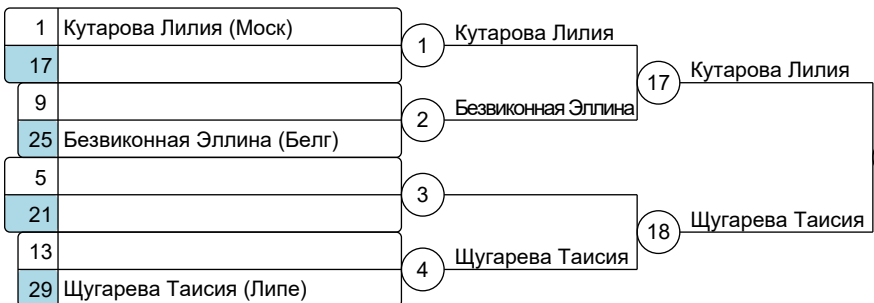 1 Кутарова Лилия (Моск)
17
9
25 Безвиконная Эллина (Белг)
5
21
13
29 Щугарева Таисия (Липе)
1 Кутарова Лилия
2 Безвиконная Эллина
3
4 Щугарева Таисия
17 Кутарова Лилия
18 Щугарева Таисия